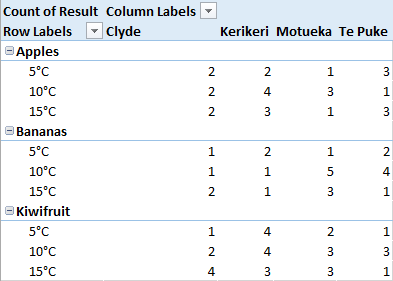 Count of Result Column Labels
Row Labels Clyde Kerikeri Motueka Te Puke
Apples
5°C 2 2 1 3
10°C 2 4 3 1
15°C 2 3 1 3
Bananas
5°C 1 2 1 2
10°C 1 1 5 4
15°C 2 1 3 1
Kiwifruit
5°C 1 4 2 1
10°C 2 4 3 3
15°C 4 3 3 1